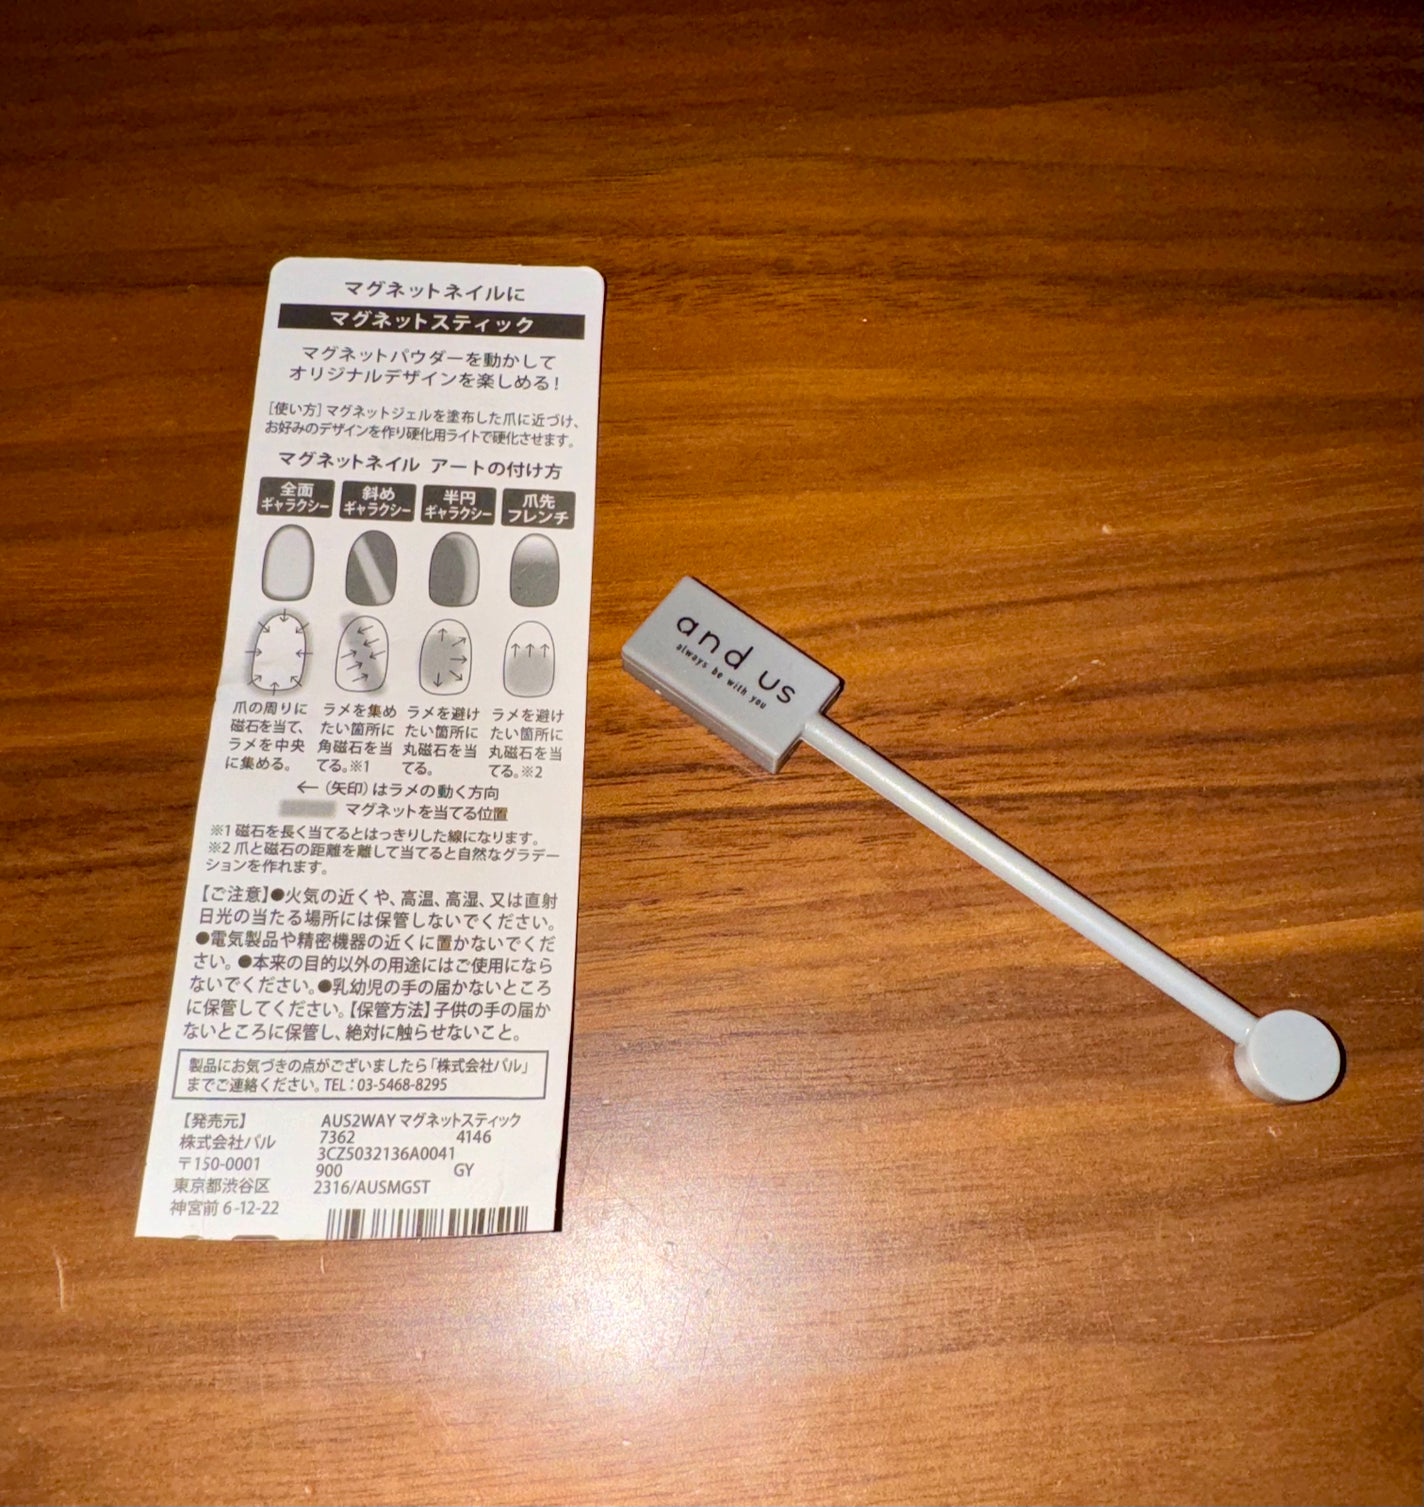 マグネットネイルに
マグネットスティック
マグネットパウダーを動かして
オリジナルデザインを楽しめる!
[使い方]マグネットジェルを塗布した爪に近づけ、
お好みのデザインを作り硬化用ライトで硬化させます。
マグネットネイル アートの付け方
全面
ギャラクシー
斜め
ギャラクシー
半円
ギャラクシー
爪先
フレンチ
爪の周りに
磁石を当て、
ラメを中央
に集める。
ラメを集め
たい箇所に
角磁石を当
てる。※1
ラメを避け
たい箇所に
丸磁石を当
てる。
ラメを避け
たい箇所に
丸磁石を当
てる。※2
←(矢印)はラメの動く方向
マグネットを当てる位置
※1 磁石を長く当てるとはっきりした線になります。
※2 爪と磁石の距離を離して当てると自然なグラデー
ションを作れます。
【ご注意】●火気の近くや、高温、高湿、又は直射
日光の当たる場所には保管しないでください。
●電気製品や精密機器の近くに置かないでくだ
さい。●本来の目的以外の用途にはご使用になら
ないでください。●乳幼児の手の届かないところ
に保管してください。【保管方法】子供の手の届か
ないところに保管し、絶対に触らせないこと。
製品にお気づきの点がございましたら「株式会社パル」
までご連絡ください。TEL:03-5468-8295
【発売元】
株式会社パル
〒150-0001
東京都渋谷区
神宮前 6-12-22
AUS2WAY マグネットスティック
7362 4146
3CZ5032136A0041
900 GY
2316/AUSMGST
and us
always be with you